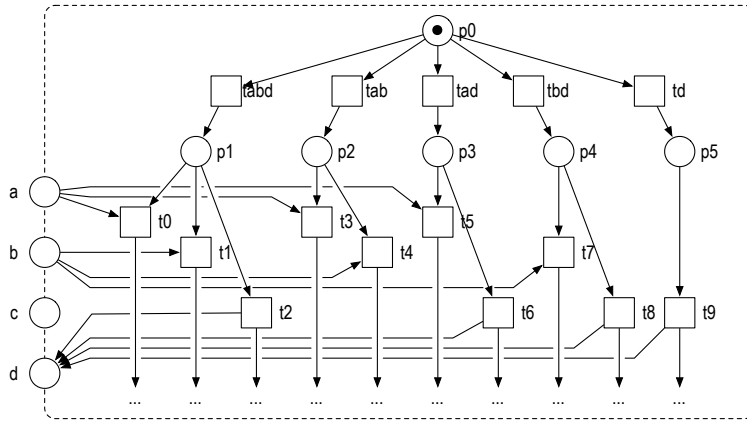 p0
tabd tab tad tbd td
p1 p2 p3 p4 p5
a
t0 t3 t5
b
t1 t4 t7
c
t2 t6 t8 t9
d
... ... ... ... ... ... ... ... ... ...